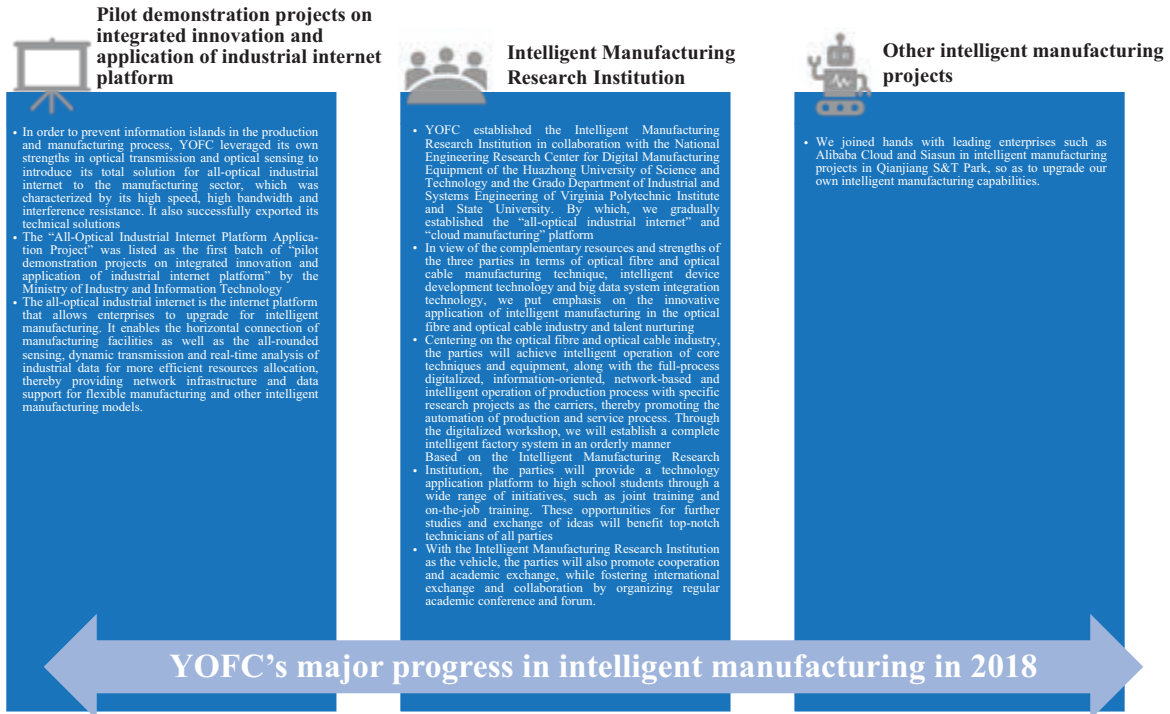 Pilot demonstration projects on
integrated innovation and
application of industrial internet
platform
• In order to prevent information islands in the production
and manufacturing process, YOFC leveraged its own
strengths in optical transmission and optical sensing to
introduce its total solution for all-optical industrial
internet to the manufacturing sector, which was
characterized by its high speed, high bandwidth and
interference resistance. It also successfully exported its
technical solutions
• The “All-Optical Industrial Internet Platform Applica-
tion Project” was listed as the first batch of “pilot
demonstration projects on integrated innovation and
application of industrial internet platform” by the
Ministry of Industry and Information Technology
• The all-optical industrial internet is the internet platform
that allows enterprises to upgrade for intelligent
manufacturing. It enables the horizontal connection of
manufacturing facilities as well as the all-rounded
sensing, dynamic transmission and real-time analysis of
industrial data for more efficient resources allocation,
thereby providing network infrastructure and data
support for flexible manufacturing and other intelligent
manufacturing models.
Intelligent Manufacturing
Research Institution
• YOFC established the Intelligent Manufacturing
Research Institution in collaboration with the National
Engineering Research Center for Digital Manufacturing
Equipment of the Huazhong University of Science and
Technology and the Grado Department of Industrial and
Systems Engineering of Virginia Polytechnic Institute
and State University. By which, we gradually
established the “all-optical industrial internet” and
“cloud manufacturing” platform
• In view of the complementary resources and strengths of
the three parties in terms of optical fibre and optical
cable manufacturing technique, intelligent device
development technology and big data system integration
technology, we put emphasis on the innovative
application of intelligent manufacturing in the optical
fibre and optical cable industry and talent nurturing
• Centering on the optical fibre and optical cable industry,
the parties will achieve intelligent operation of core
techniques and equipment, along with the full-process
digitalized, information-oriented, network-based and
intelligent operation of production process with specific
research projects as the carriers, thereby promoting the
automation of production and service process. Through
the digitalized workshop, we will establish a complete
intelligent factory system in an orderly manner
Based on the Intelligent Manufacturing Research
• Institution, the parties will provide a technology
application platform to high school students through a
wide range of initiatives, such as joint training and
on-the-job training. These opportunities for further
studies and exchange of ideas will benefit top-notch
technicians of all parties
• With the Intelligent Manufacturing Research Institution
as the vehicle, the parties will also promote cooperation
and academic exchange, while fostering international
exchange and collaboration by organizing regular
academic conference and forum.
Other intelligent manufacturing
projects
• We joined hands with leading enterprises such as
Alibaba Cloud and Siasun in intelligent manufacturing
projects in Qianjiang S&T Park, so as to upgrade our
own intelligent manufacturing capabilities.
YOFC’s major progress in intelligent manufacturing in 2018